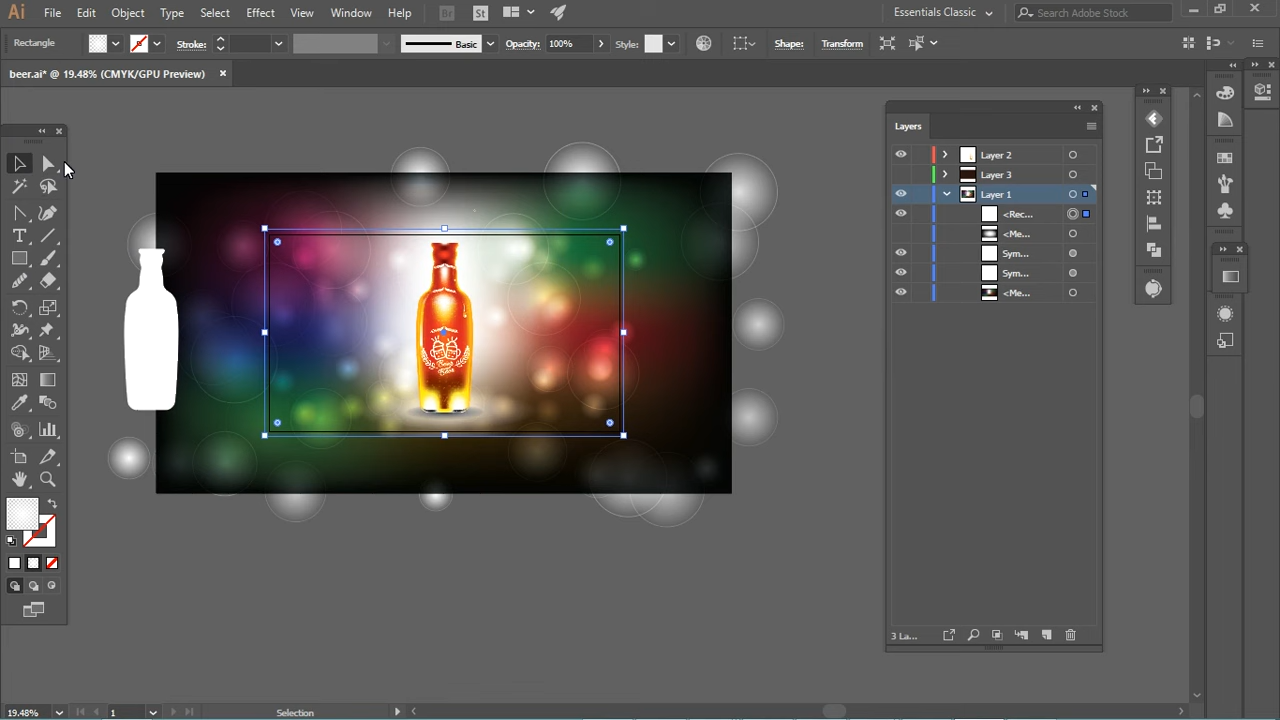 Ai File Edit Object Type Select Effect View Window Help Br St Essentials Classic Search Adobe Stock
Rectangle Stroke: Basic Opacity: 100% Style: Shape: Transform
beer.ai* @ 19.48% (CMYK/GPU Preview) ×
Layers
Layer 2
Layer 3
Layer 1
<Rec...
<Me...
Sym...
Sym...
<Me...
3 La...
19.48% 1 Selection